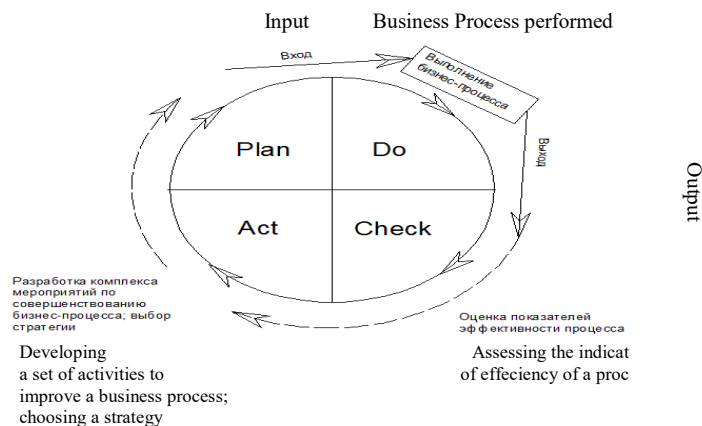 Input Business Process performed
Вход
Выполнение
бизнес-процесса
Plan Do
Выход
Output
Act Check
Разработка комплекса
мероприятий по
совершенствованию
бизнес-процесса; выбор
стратегии
Оценка показателей
эффективности процесса
Developing
a set of activities to
improve a business process;
choosing a strategy
Assessing the indicat
of effeciency of a proc